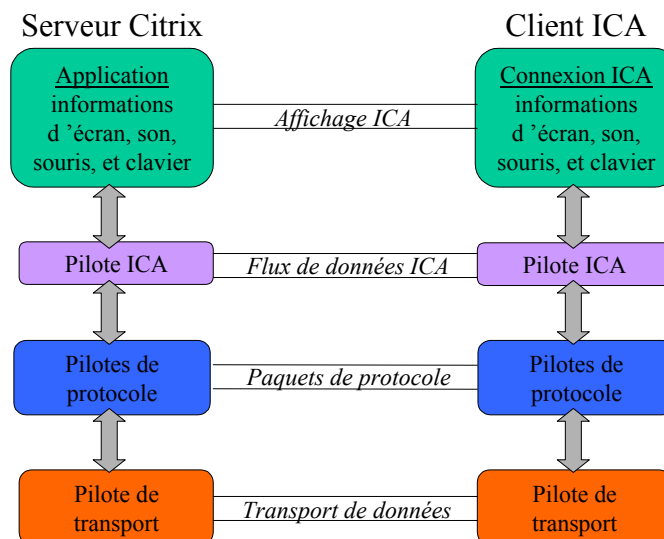 Serveur Citrix
Client ICA
Application
informations
d ’écran, son,
souris, et clavier
Affichage ICA
Connexion ICA
informations
d ’écran, son,
souris, et clavier
Pilote ICA
Flux de données ICA
Pilote ICA
Pilotes de
protocole
Paquets de protocole
Pilotes de
protocole
Pilote de
transport
Transport de données
Pilote de
transport